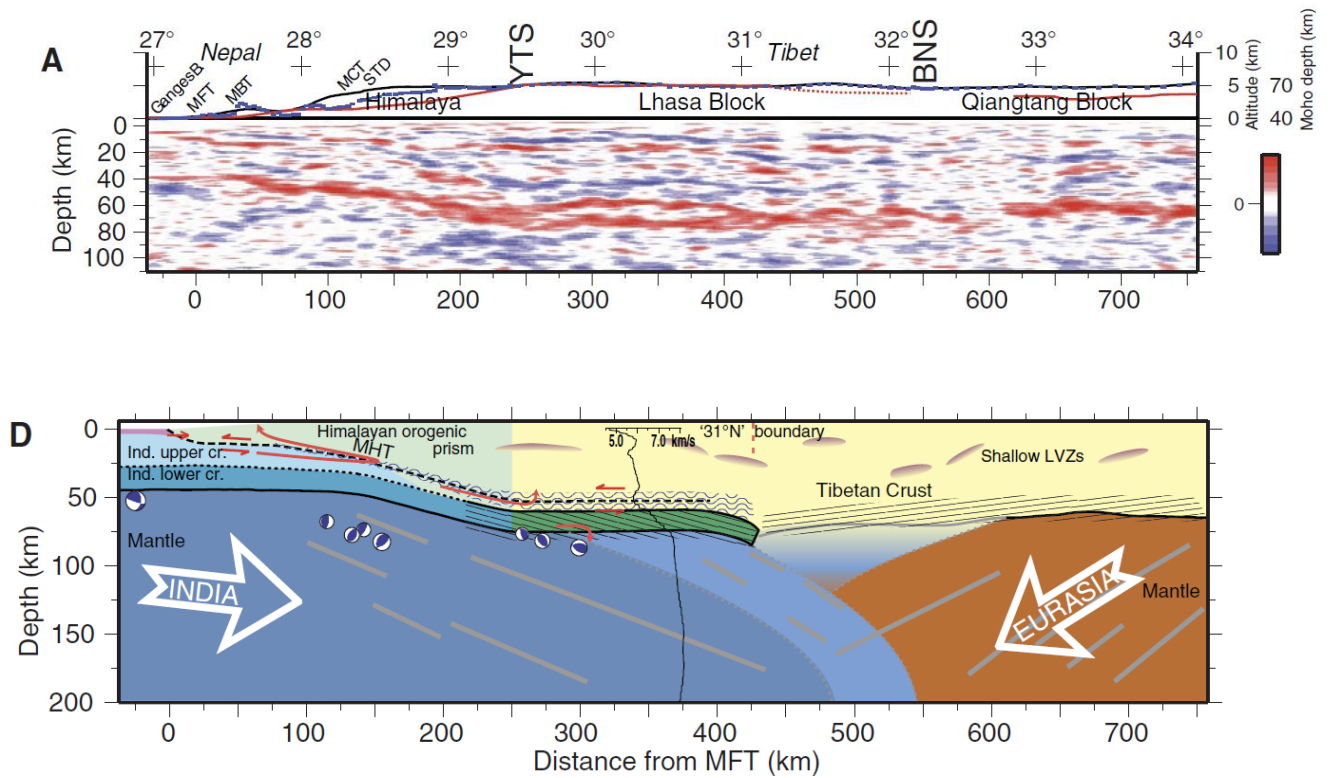 A
27° 28° 29° 30° 31° 32° 33° 34°
Nepal Tibet
YTS BNS
GangesB MFT MBT MCT STD
Himalaya Lhasa Block Qiangtang Block
10
5
0
Altitude (km)
70
40
Moho depth (km)
0
20
40
60
80
100
Depth (km)
0
0 100 200 300 400 500 600 700
D
0
50
100
150
200
Depth (km)
Himalayan orogenic
prism
MHT
Ind. upper cr.
Ind. lower cr.
5.0 7.0 km/s
'31°N' boundary
Shallow LVZs
Tibetan Crust
Mantle
INDIA
EURASIA
Mantle
0 100 200 300 400 500 600 700
Distance from MFT (km)